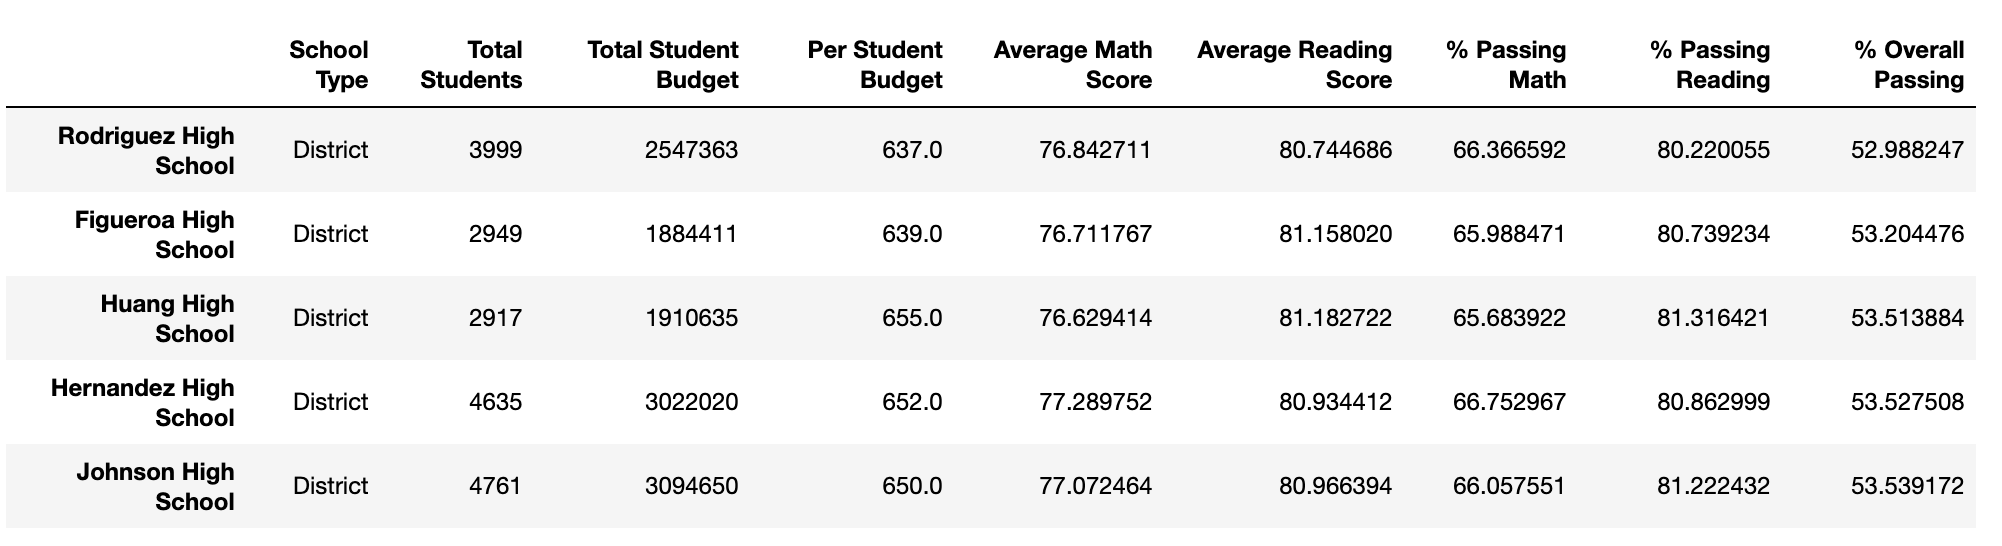 School Type Total Students Total Student Budget Per Student Budget Average Math Score Average Reading Score % Passing Math % Passing Reading % Overall Passing
Rodriguez High School District 3999 2547363 637.0 76.842711 80.744686 66.366592 80.220055 52.988247
Figueroa High School District 2949 1884411 639.0 76.711767 81.158020 65.988471 80.739234 53.204476
Huang High School District 2917 1910635 655.0 76.629414 81.182722 65.683922 81.316421 53.513884
Hernandez High School District 4635 3022020 652.0 77.289752 80.934412 66.752967 80.862999 53.527508
Johnson High School District 4761 3094650 650.0 77.072464 80.966394 66.057551 81.222432 53.539172